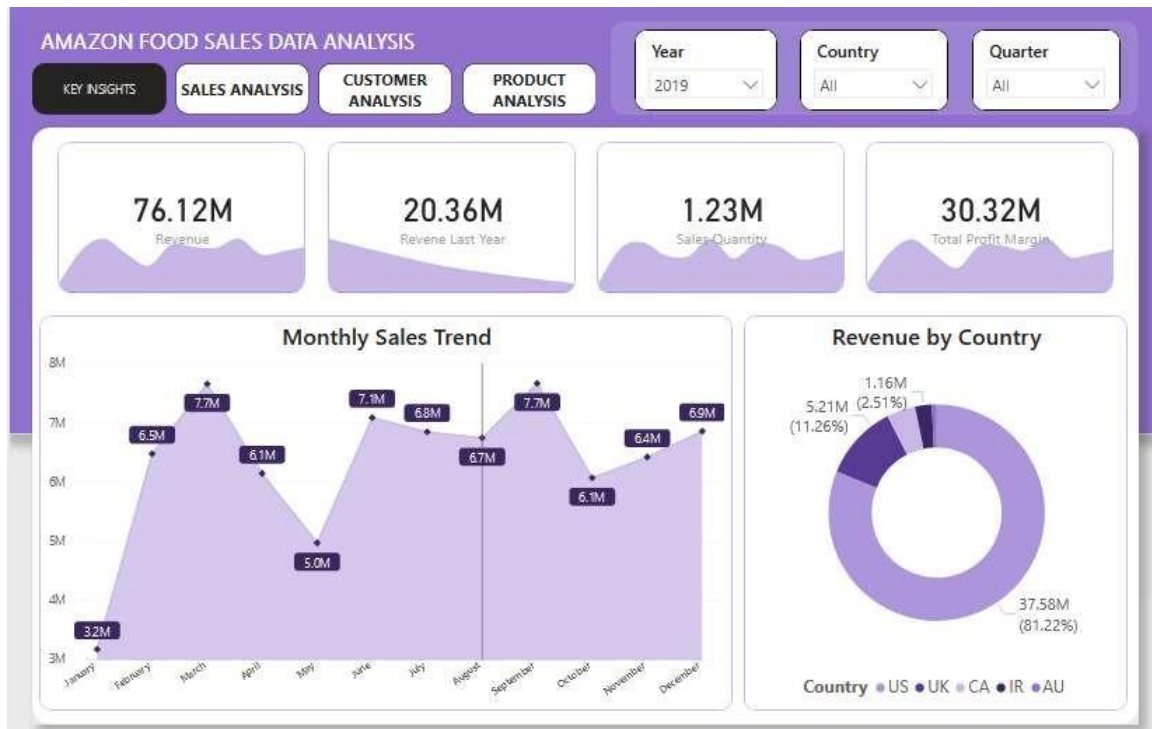 AMAZON FOOD SALES DATA ANALYSIS
KEY INSIGHTS
SALES ANALYSIS
CUSTOMER
ANALYSIS
PRODUCT
ANALYSIS
Year
2019
Country
All
Quarter
All
76.12M
Revenue
20.36M
Revene Last Year
1.23M
Sales Quantity
30.32M
Total Profit Margin
Monthly Sales Trend
8M
7M
6M
5M
4M
3M
3.2M
6.5M
7.7M
6.1M
5.0M
7.1M
6.8M
6.7M
7.7M
6.1M
6.4M
6.9M
January
February
March
April
May
June
July
August
September
October
November
December
Revenue by Country
1.16M
(2.51%)
5.21M
(11.26%)
37.58M
(81.22%)
Country US UK CA IR AU